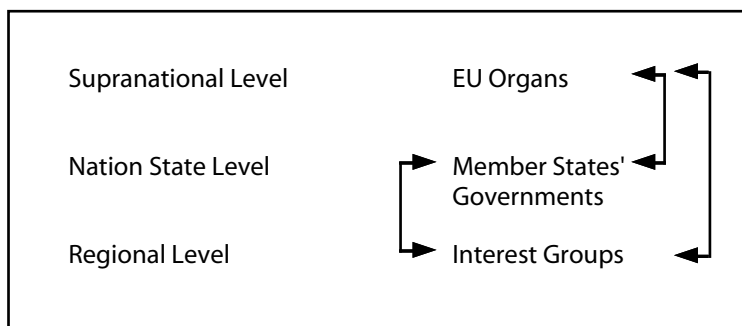 Supranational Level EU Organs
Nation State Level Member States'
Governments
Regional Level Interest Groups